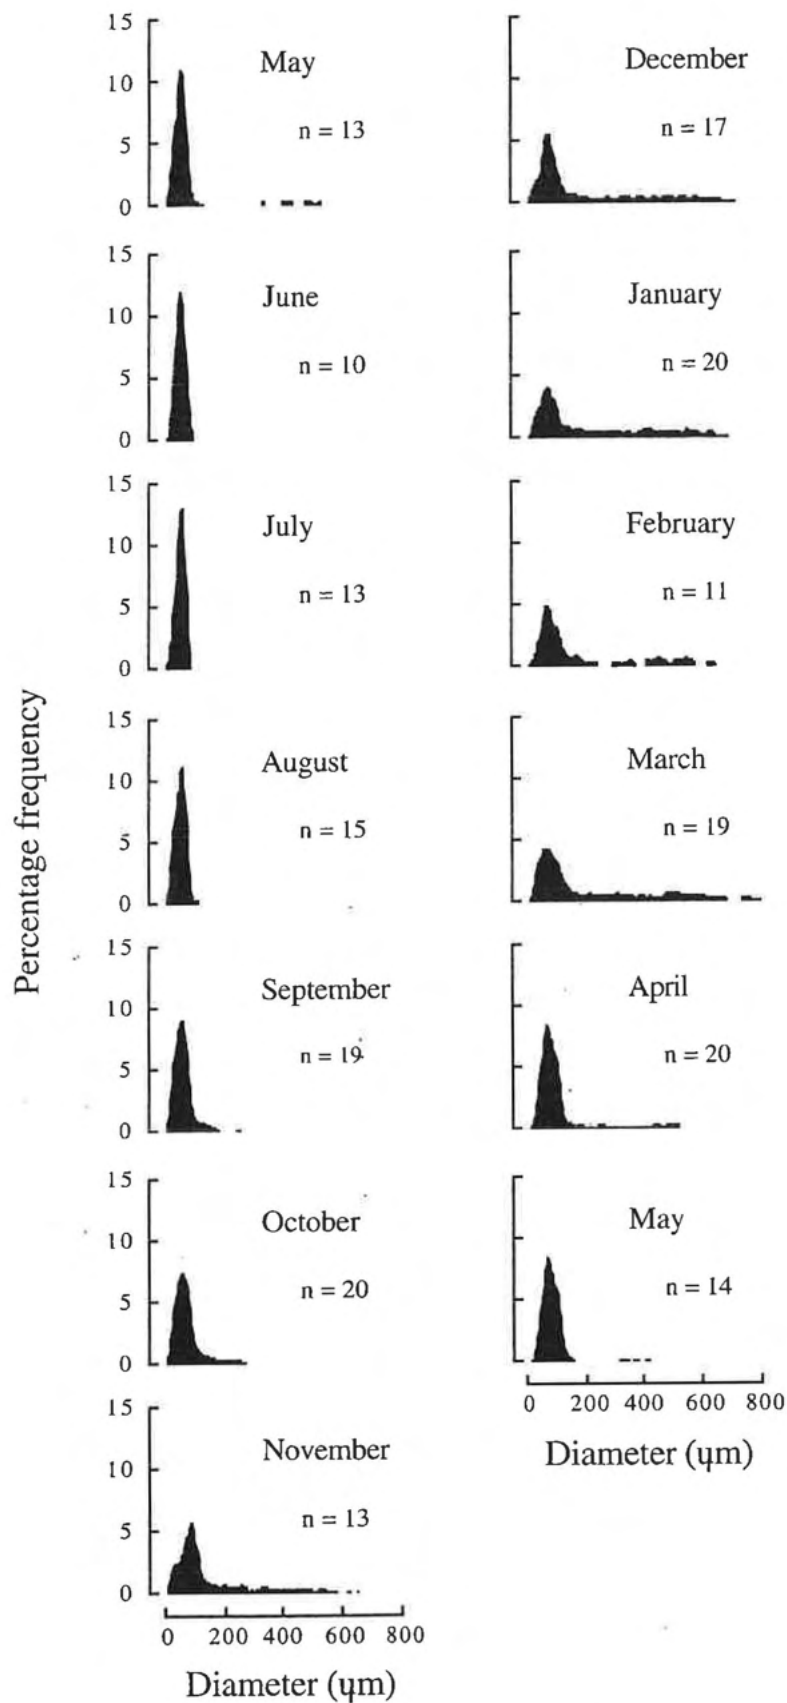 Percentage frequency
15
10
5
0
May
n = 13
15
10
5
0
June
n = 10
15
10
5
0
July
n = 13
15
10
5
0
August
n = 15
15
10
5
0
September
n = 19
15
10
5
0
October
n = 20
15
10
5
0
November
n = 13
0 200 400 600 800
Diameter (ɥm)
December
n = 17
January
n = 20
February
n = 11
March
n = 19
April
n = 20
May
n = 14
0 200 400 600 800
Diameter (ɥm)